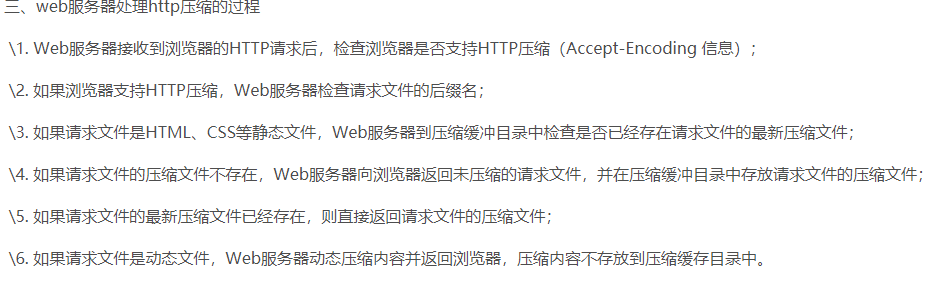 三、web服务器处理http压缩的过程
\1. Web服务器接收到浏览器的HTTP请求后，检查浏览器是否支持HTTP压缩（Accept-Encoding 信息）；
\2. 如果浏览器支持HTTP压缩，Web服务器检查请求文件的后缀名；
\3. 如果请求文件是HTML、CSS等静态文件，Web服务器到压缩缓冲目录中检查是否已经存在请求文件的最新压缩文件；
\4. 如果请求文件的压缩文件不存在，Web服务器向浏览器返回未压缩的请求文件，并在压缩缓冲目录中存放请求文件的压缩文件；
\5. 如果请求文件的最新压缩文件已经存在，则直接返回请求文件的压缩文件；
\6. 如果请求文件是动态文件，Web服务器动态压缩内容并返回浏览器，压缩内容不存放到压缩缓存目录中。